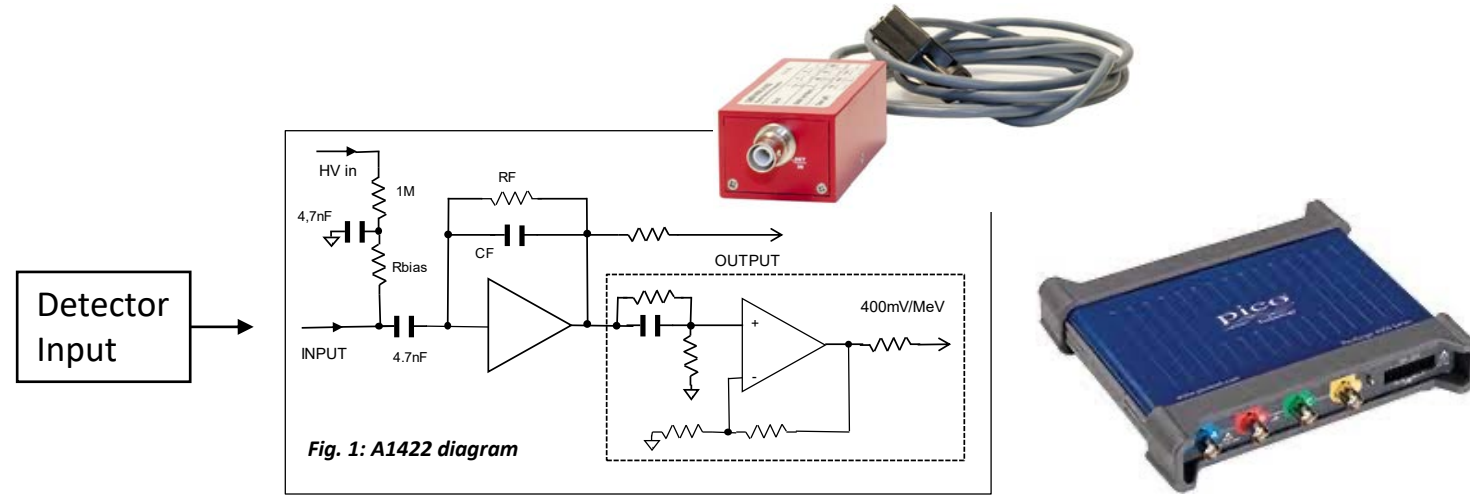 HV in
1M
RF
4,7nF
CF
Rbias
OUTPUT
Detector
Input
400mV/MeV
+
INPUT
4.7nF
-
Fig. 1: A1422 diagram
pico